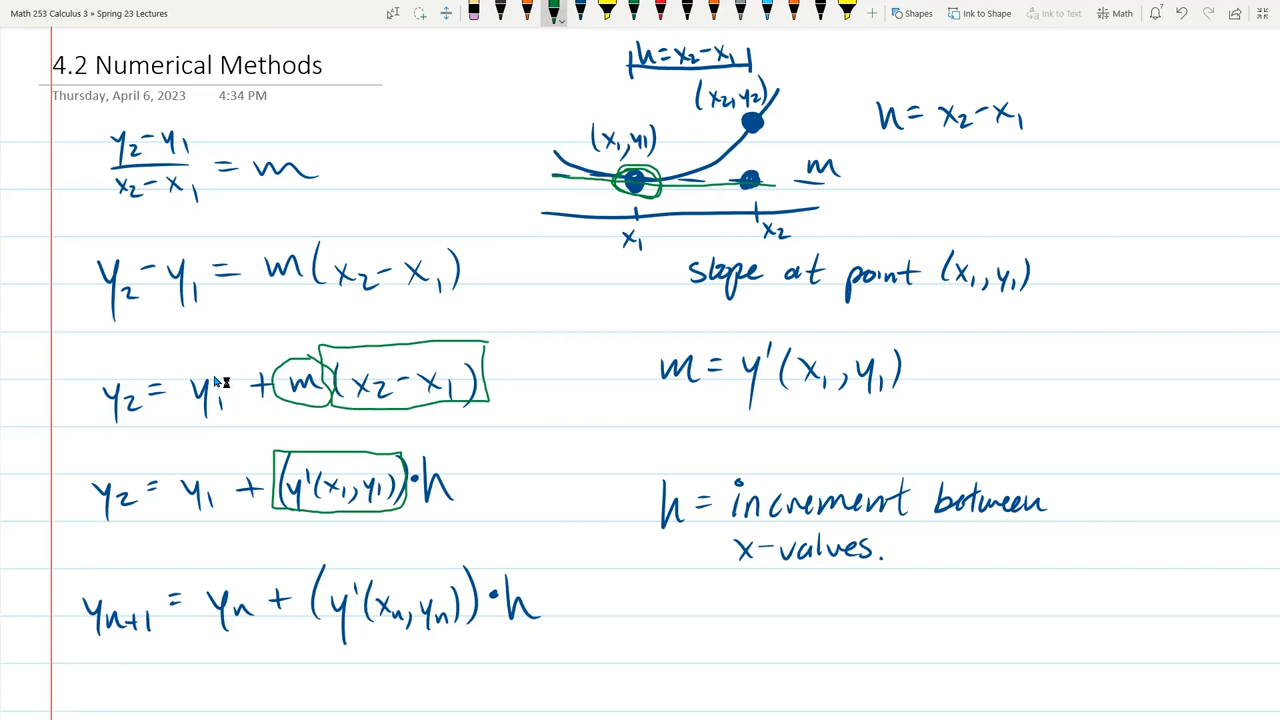 Math 253 Calculus 3 » Spring 23 Lectures
Shapes Ink to Shape Ink to Text Math
4.2 Numerical Methods
Thursday, April 6, 2023 4:34 PM
h = x₂ - x₁
(x₂, y₂)
(x₁, y₁)
m
x₁ x₂
h = x₂ - x₁
(y₂ - y₁)/(x₂ - x₁) = m
y₂ - y₁ = m(x₂ - x₁)
slope at point (x₁, y₁)
y₂ = y₁ + m(x₂ - x₁)
m = y'(x₁, y₁)
y₂ = y₁ + (y'(x₁, y₁))·h
h = increment between
x-values.
yₙ₊₁ = yₙ + (y'(xₙ, yₙ))·h